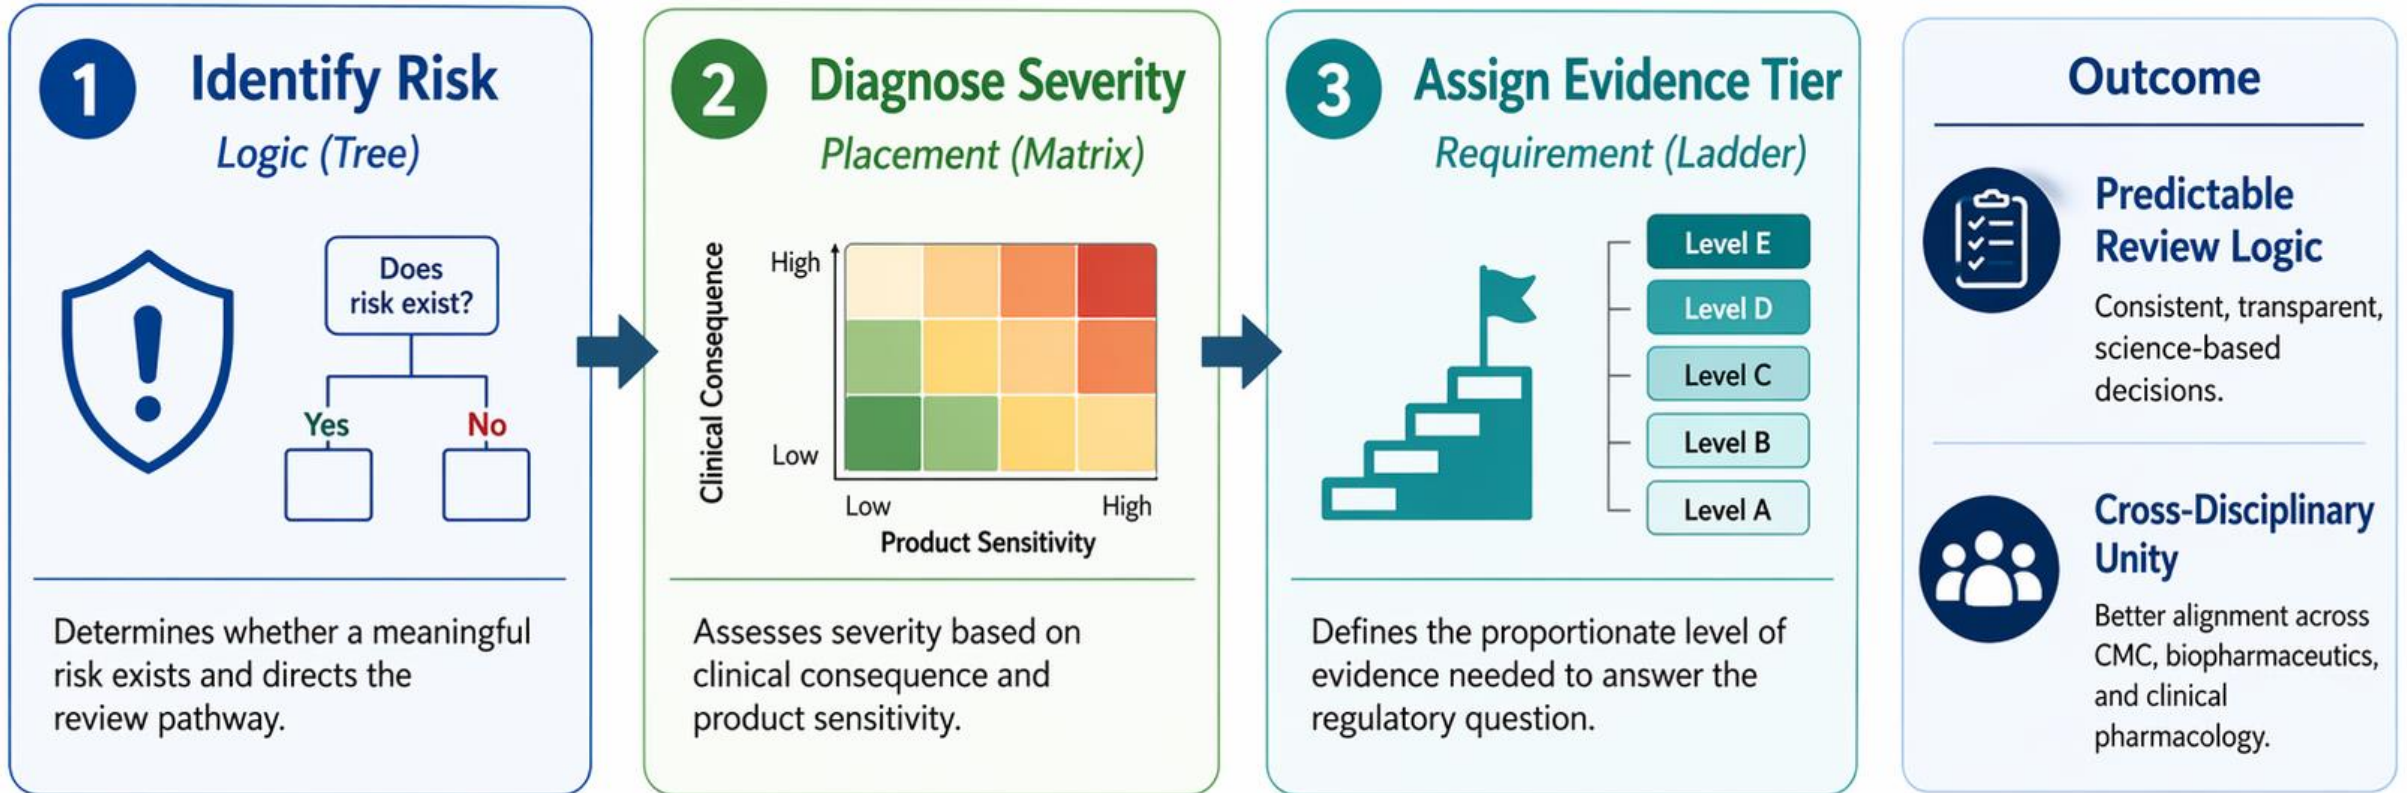 1
Identify Risk
Logic (Tree)
Does
risk exist?
Yes
No
Determines whether a meaningful
risk exists and directs the
review pathway.
2
Diagnose Severity
Placement (Matrix)
Clinical Consequence
High
Low
Low
High
Product Sensitivity
Assesses severity based on
clinical consequence and
product sensitivity.
3
Assign Evidence Tier
Requirement (Ladder)
Level E
Level D
Level C
Level B
Level A
Defines the proportionate level of
evidence needed to answer the
regulatory question.
Outcome
Predictable
Review Logic
Consistent, transparent,
science-based
decisions.
Cross-Disciplinary
Unity
Better alignment across
CMC, biopharmaceutics,
and clinical
pharmacology.